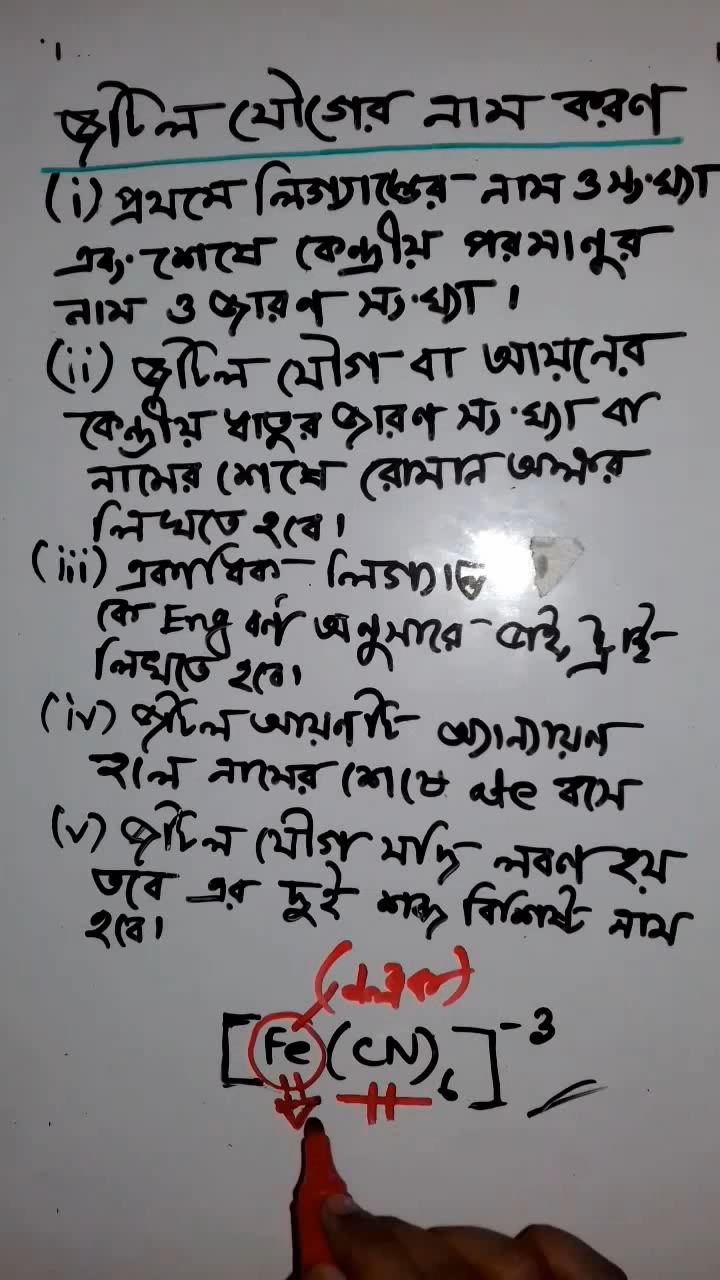 জটিল যৌগের নাম করণ
(i) প্রথমে লিগ্যান্ডের নাম ও সংখ্যা
এবং শেষে কেন্দ্রীয় পরমানুর
নাম ও জারণ সংখ্যা।
(ii) জটিল যৌগ বা আয়নের
কেন্দ্রীয় ধাতুর জারণ সংখ্যা বা
নামের শেষে রোমান অক্ষরে
লিখতে হবে।
(iii) একাধিক লিগ্যান্ড
কে Eng বর্ণ অনুসারে ডাই, ট্রাই
লিখতে হবে।
(iv) জটিল আয়ণটি অ্যানায়ন
হলে নামের শেষে ate বসে
(v) জটিল যৌগ যদি লবণ হয়
তবে এর দুই শব্দ বিশিষ্ট নাম
হবে।
[Fe(CN)6]-3